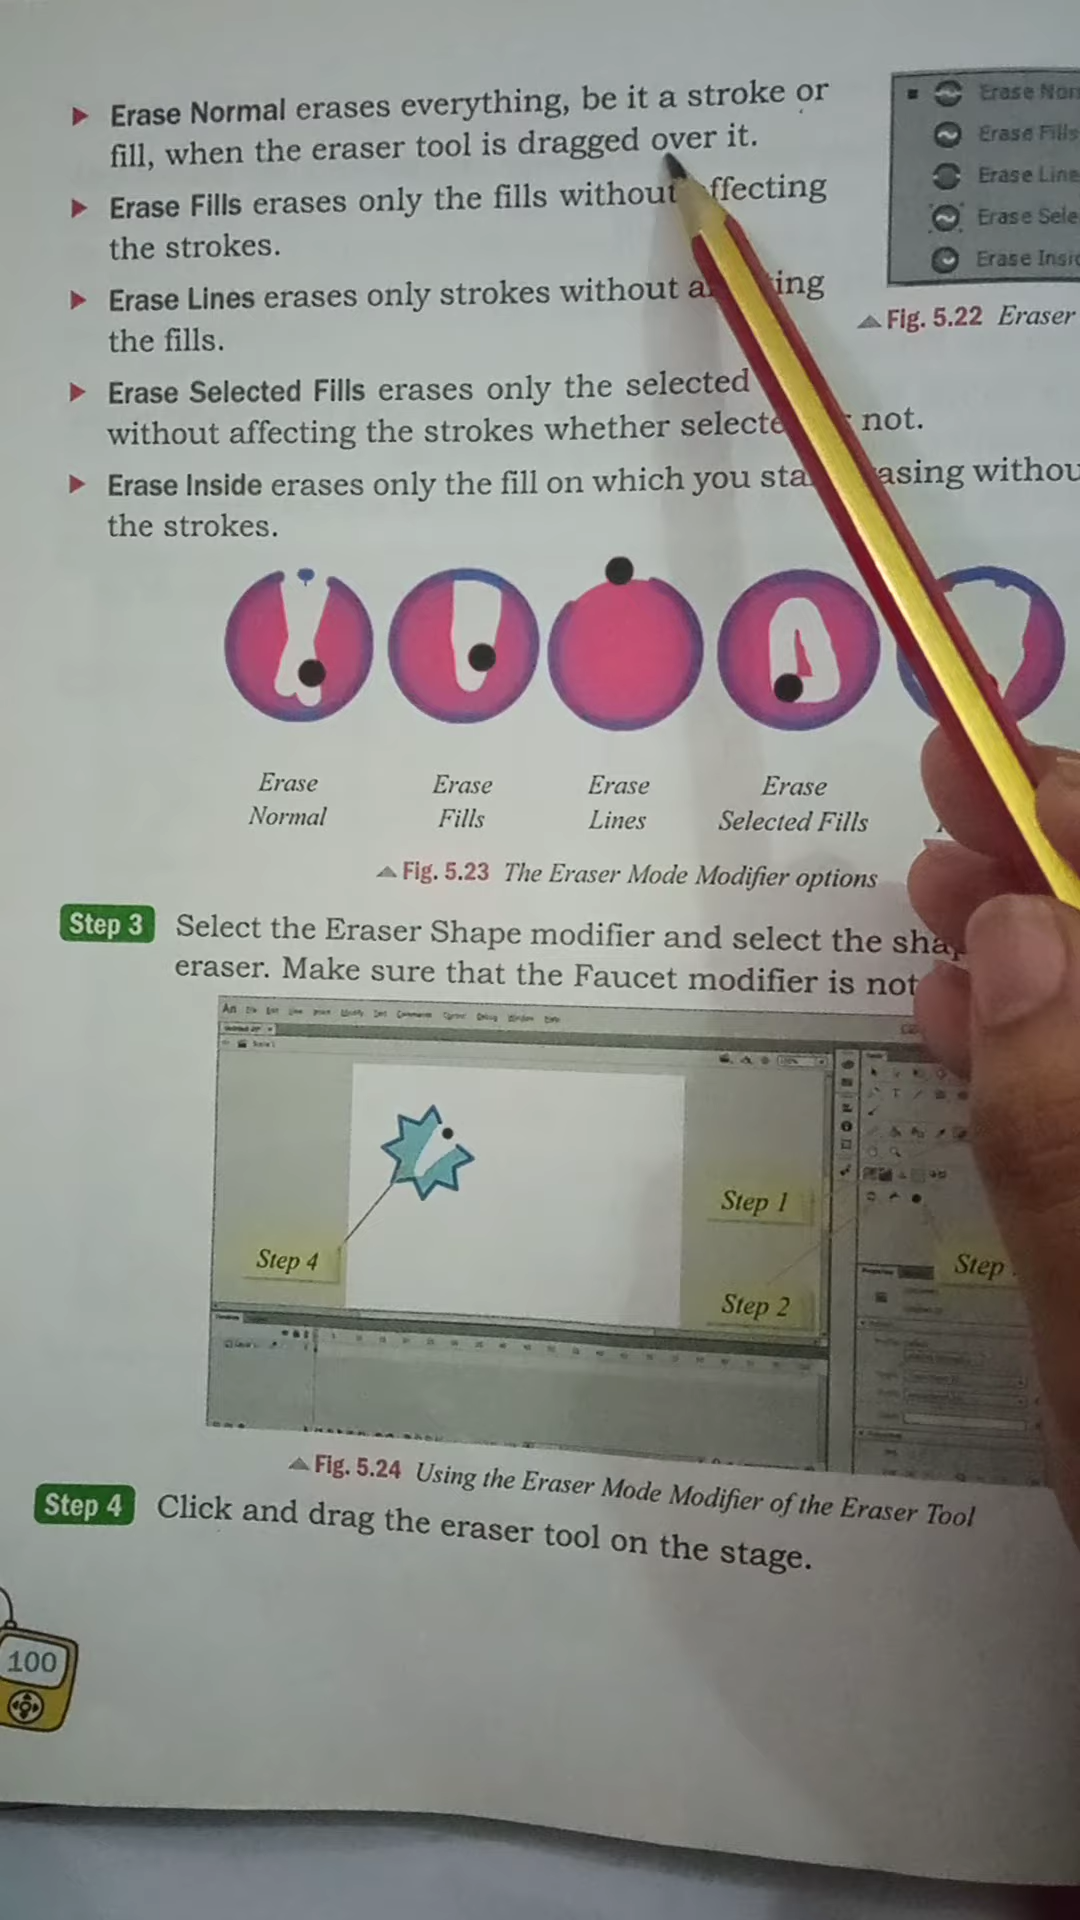 Erase Normal erases everything, be it a stroke or
fill, when the eraser tool is dragged over it.
Erase Fills erases only the fills without ffecting
the strokes.
Erase Lines erases only strokes without a ing
the fills.
Erase Selected Fills erases only the selected
without affecting the strokes whether selecte not.
Erase Inside erases only the fill on which you sta asing withou
the strokes.
Erase Nor
Erase Fills
Erase Line
Erase Sele
Erase Insid
Fig. 5.22 Eraser
Erase
Normal
Erase
Fills
Erase
Lines
Erase
Selected Fills
Fig. 5.23 The Eraser Mode Modifier options
Step 3 Select the Eraser Shape modifier and select the sha
eraser. Make sure that the Faucet modifier is not
An
Step 1
Step 4
Step
Step 2
Fig. 5.24 Using the Eraser Mode Modifier of the Eraser Tool
Step 4 Click and drag the eraser tool on the stage.
100